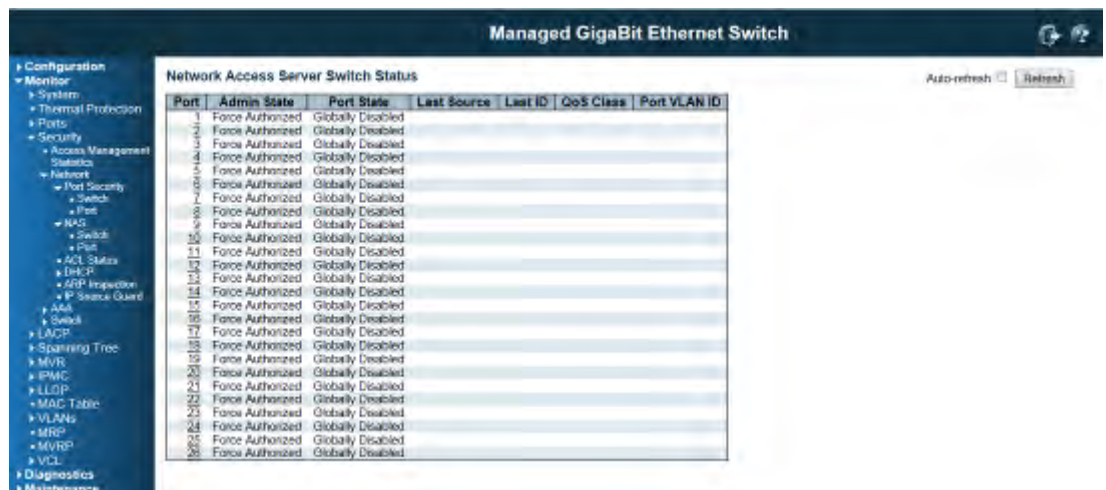 Managed GigaBit Ethernet Switch
Configuration
Monitor
System
Thermal Protection
Ports
Security
Access Management
Statistics
Network
Port Security
Switch
Port
NAS
Switch
Port
ACL Status
DHCP
ARP Inspection
IP Source Guard
AAA
Switch
LACP
Spanning Tree
MVR
IPMC
LLDP
MAC Table
VLANs
MRP
MVRP
VCL
Diagnostics
Maintenance
Network Access Server Switch Status
Auto-refresh Refresh
Port Admin State Port State Last Source Last ID QoS Class Port VLAN ID
1 Force Authorized Globally Disabled
2 Force Authorized Globally Disabled
3 Force Authorized Globally Disabled
4 Force Authorized Globally Disabled
5 Force Authorized Globally Disabled
6 Force Authorized Globally Disabled
7 Force Authorized Globally Disabled
8 Force Authorized Globally Disabled
9 Force Authorized Globally Disabled
10 Force Authorized Globally Disabled
11 Force Authorized Globally Disabled
12 Force Authorized Globally Disabled
13 Force Authorized Globally Disabled
14 Force Authorized Globally Disabled
15 Force Authorized Globally Disabled
16 Force Authorized Globally Disabled
17 Force Authorized Globally Disabled
18 Force Authorized Globally Disabled
19 Force Authorized Globally Disabled
20 Force Authorized Globally Disabled
21 Force Authorized Globally Disabled
22 Force Authorized Globally Disabled
23 Force Authorized Globally Disabled
24 Force Authorized Globally Disabled
25 Force Authorized Globally Disabled
26 Force Authorized Globally Disabled